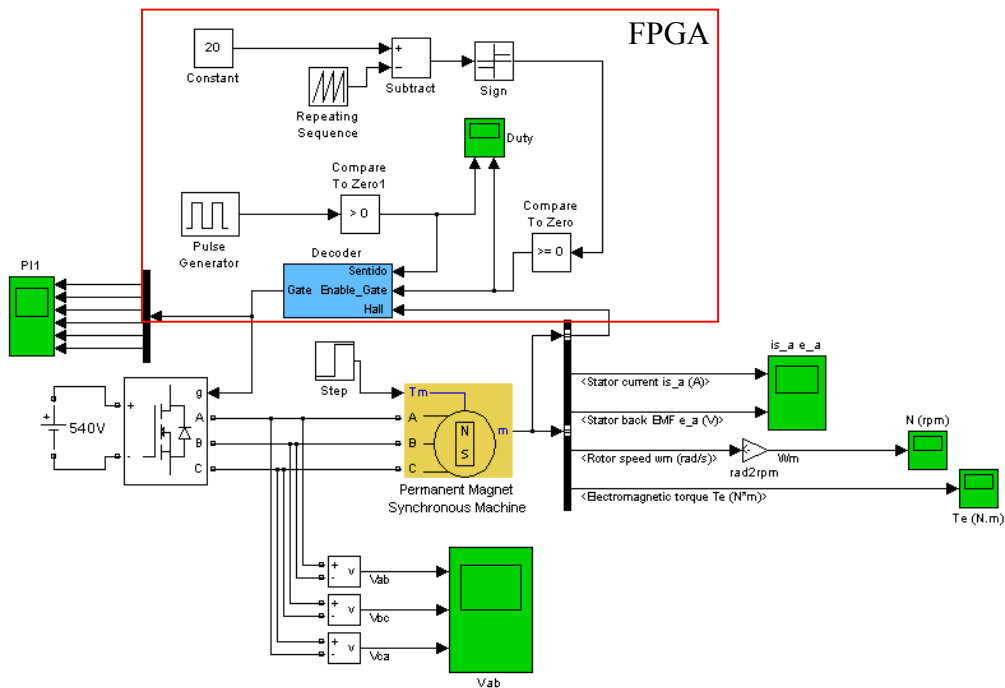 FPGA
20
Constant
+
−
Subtract
Sign
Repeating
Sequence
Duty
Compare
To Zero1
> 0
Pulse
Generator
Compare
To Zero
>= 0
Decoder
Sentido
Gate
Enable_Gate
Hall
PI1
Step
is_a e_a
<Stator current is_a (A)>
<Stator back EMF e_a (V)>
N (rpm)
<Rotor speed wm (rad/s)>
rad2rpm
Wm
<Electromagnetic torque Te (N*m)>
Te (N.m)
+
540V
+
-
g
A
B
C
Tm
A
B
C
N
S
m
Permanent Magnet
Synchronous Machine
+
-
v
Vab
+
-
v
Vbc
+
-
v
Vca
Vab